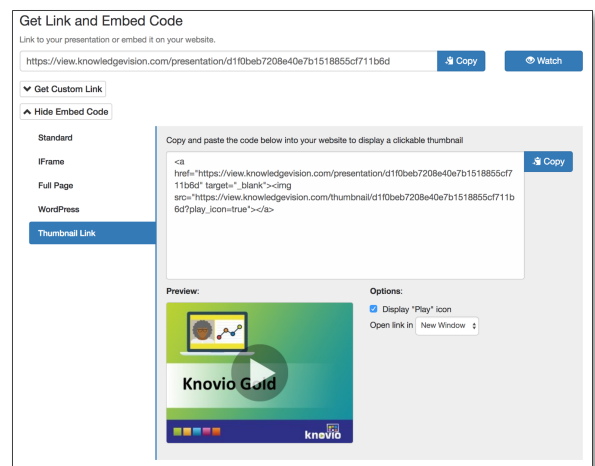 Get Link and Embed Code
Link to your presentation or embed it on your website.
https://view.knowledgevision.com/presentation/d1f0beb7208e40e7b1518855cf711b6d
Copy
Watch
Get Custom Link
Hide Embed Code
Standard
IFrame
Full Page
WordPress
Thumbnail Link
Copy and paste the code below into your website to display a clickable thumbnail
<a
href="https://view.knowledgevision.com/presentation/d1f0beb7208e40e7b1518855cf7
11b6d" target="_blank"><img
src="https://view.knowledgevision.com/thumbnail/d1f0beb7208e40e7b1518855cf711b
6d?play_icon=true"></a>
Copy
Preview:
Knovio Gold
knovio
Options:
Display "Play" icon
Open link in New Window